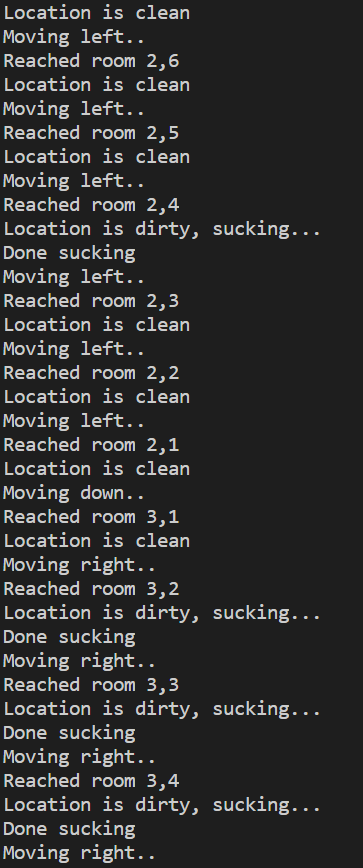 Location is clean
Moving left..
Reached room 2,6
Location is clean
Moving left..
Reached room 2,5
Location is clean
Moving left..
Reached room 2,4
Location is dirty, sucking...
Done sucking
Moving left..
Reached room 2,3
Location is clean
Moving left..
Reached room 2,2
Location is clean
Moving left..
Reached room 2,1
Location is clean
Moving down..
Reached room 3,1
Location is clean
Moving right..
Reached room 3,2
Location is dirty, sucking...
Done sucking
Moving right..
Reached room 3,3
Location is dirty, sucking...
Done sucking
Moving right..
Reached room 3,4
Location is dirty, sucking...
Done sucking
Moving right..